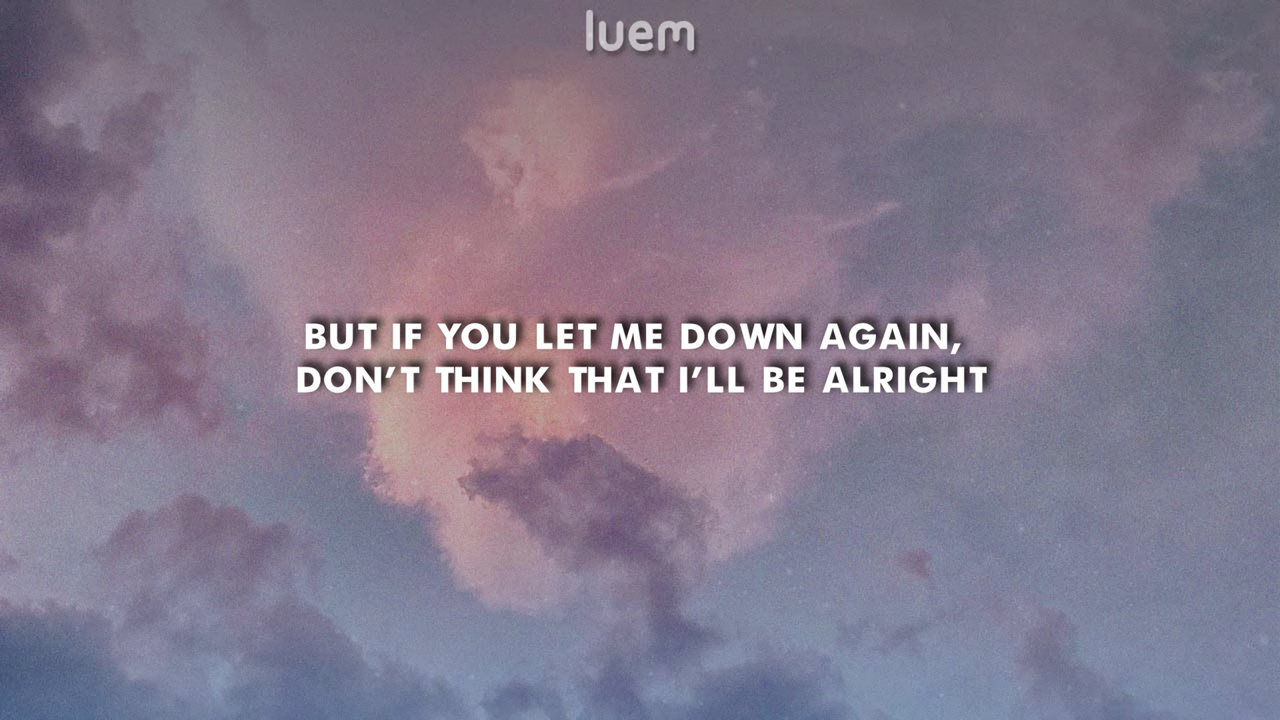 luem
BUT IF YOU LET ME DOWN AGAIN,
DON’T THINK THAT I’LL BE ALRIGHT